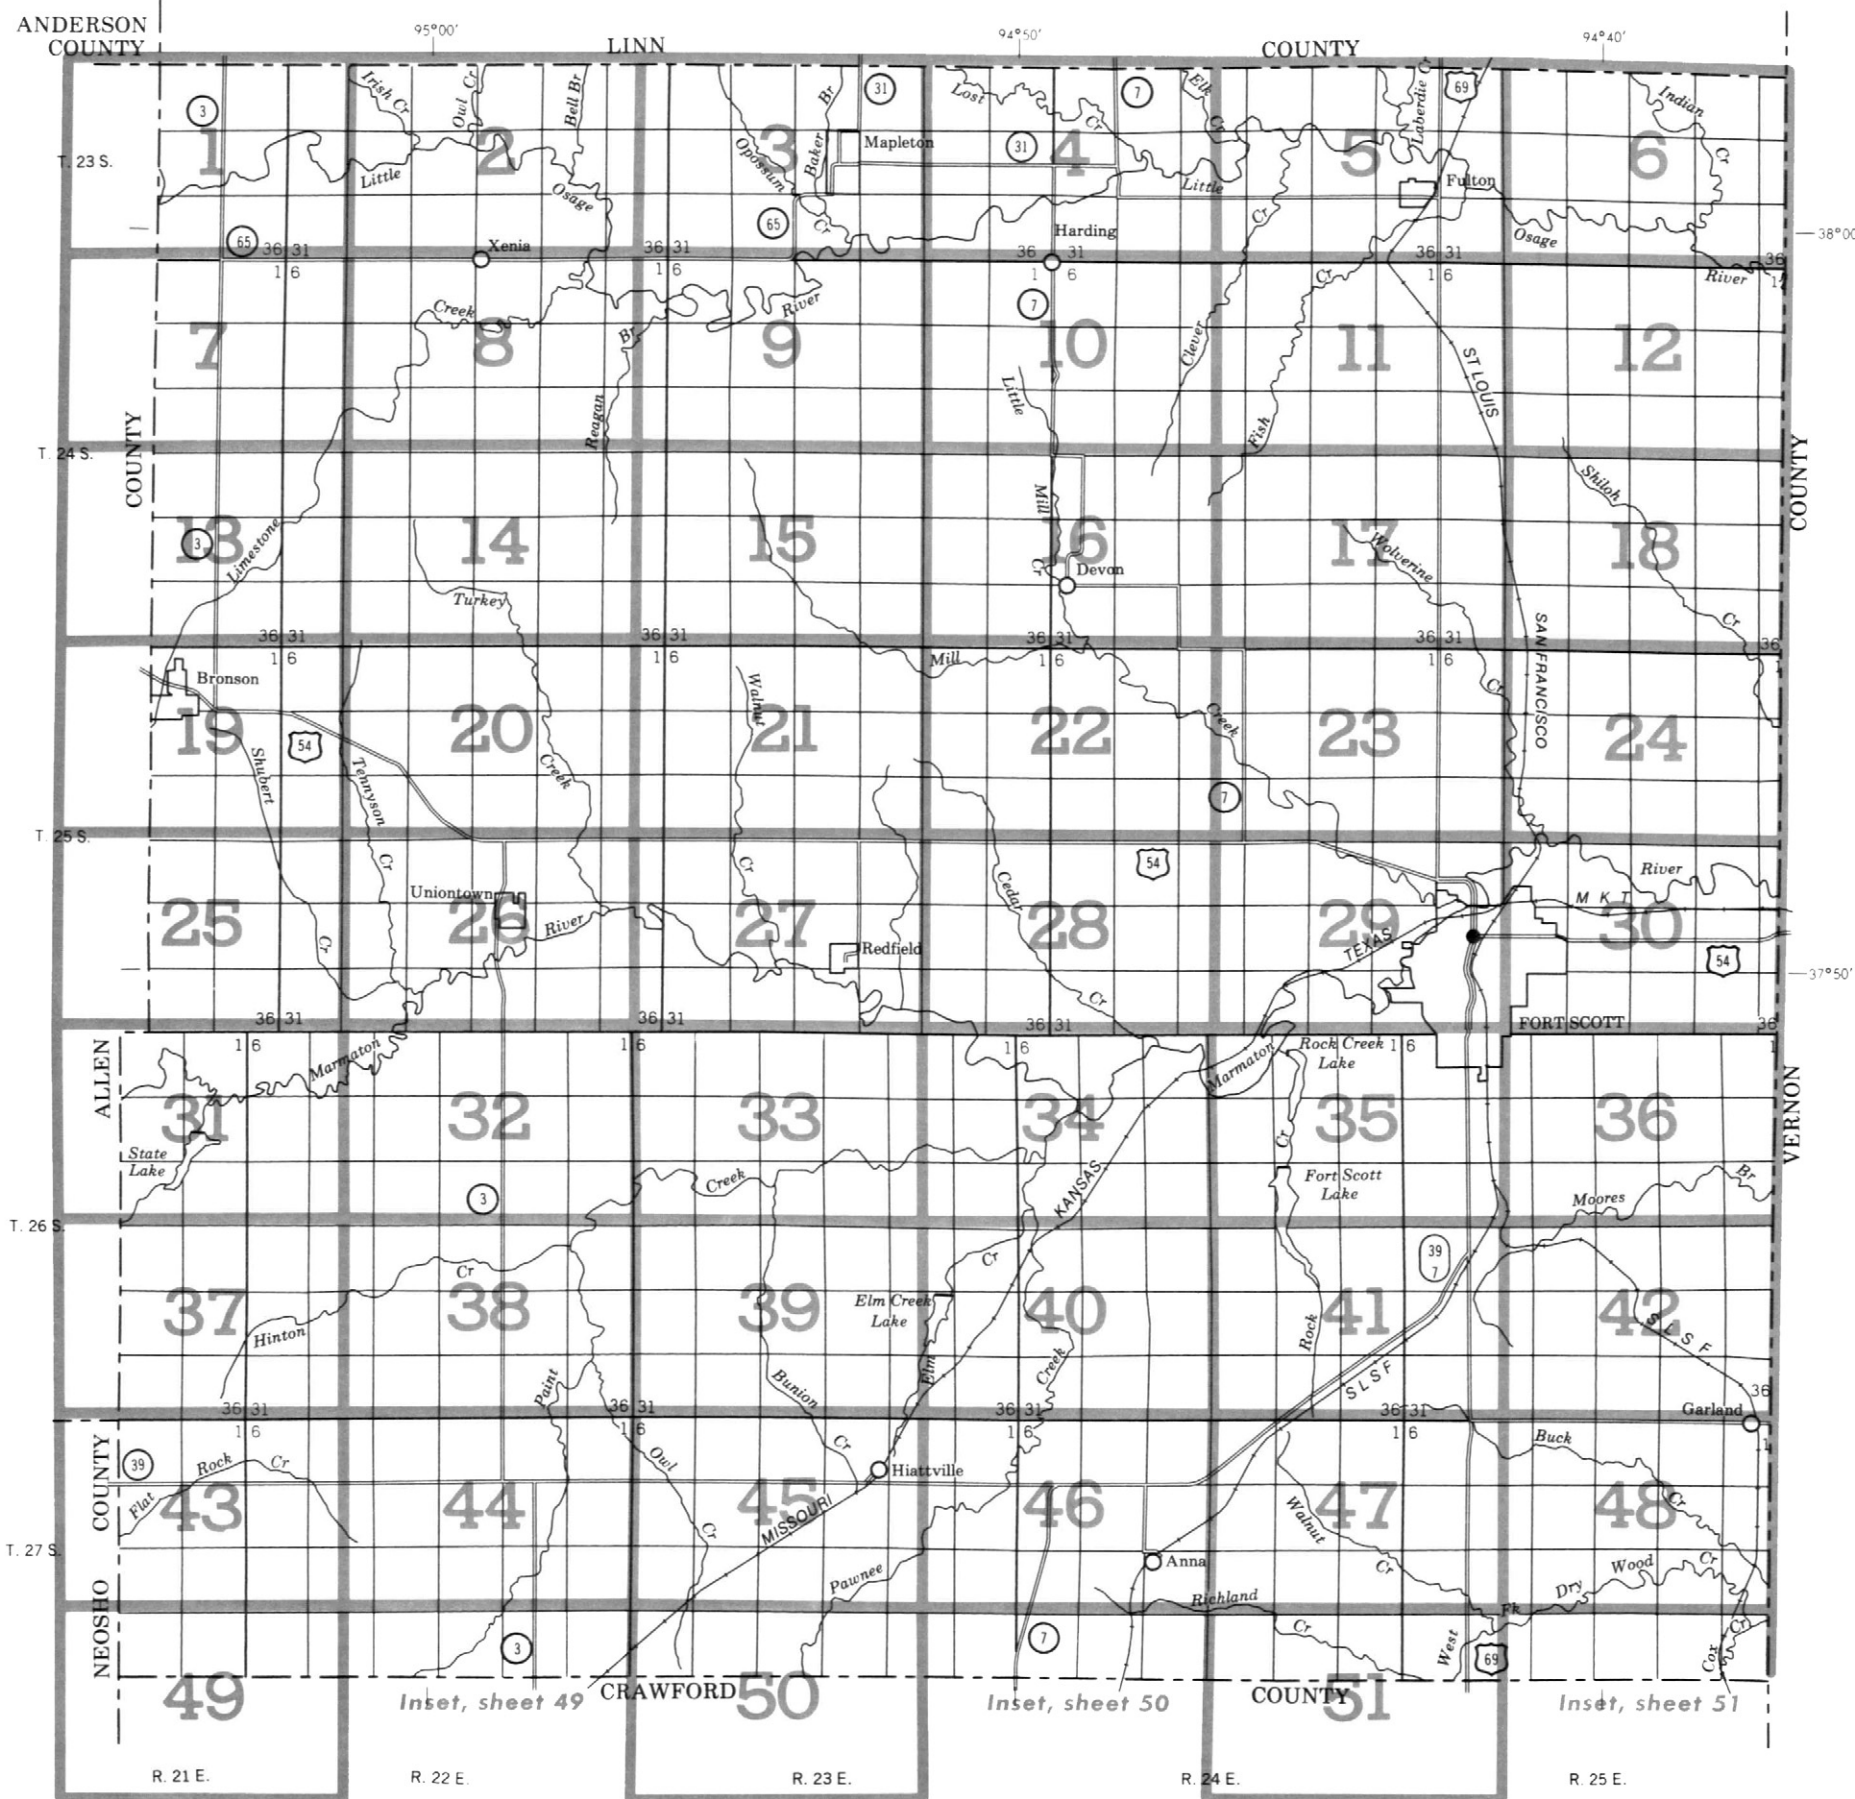 ANDERSON
COUNTY
95°00'
LINN
94°50'
COUNTY
94°40'
3
Irish Cr
Owl Cr
Bell Br
Baker Br
31
Lost
Cr
7
Elk
Cr
Laberdie Cr
69
Indian
Cr
T. 23 S.
1
2
3
4
5
6
Mapleton
31
Little
Opossum
Cr
Little
Fulton
Osage
65
65
Xenia
Harding
Cr
Osage
River
38°00
36 31
1 6
36 31
1 6
36 31
1 6
36 31
1 6
36
1
Creek
River
7
Cr
7
8
9
10
11
12
Br
Reagan
Little
Clever
Fish
ST LOUIS
COUNTY
T. 24 S.
COUNTY
Shiloh
Mill
Cr
3
13
14
15
16
17
18
Limestone
Turkey
Devon
Wolverine
Cr
36 31
1 6
36 31
1 6
36 31
1 6
36 31
1 6
36
1
SAN FRANCISCO
Bronson
Mill
Cr
Walnut
Creek
19
20
21
22
23
24
54
Shubert
Tennyson
Creek
7
T. 25 S.
54
Cr
Cr
Cedar
River
Uniontown
M K T
25
26
27
28
29
30
River
Cr
Redfield
TEXAS
54
37°50'
Cr
36 31
1 6
36 31
1 6
36 31
1 6
FORT SCOTT
36
1
ALLEN
Marmaton
Marmaton
Rock Creek
Lake
1 6
VERNON
31
32
33
34
35
36
State
Lake
Cr
Creek
KANSAS
Fort Scott
Lake
Moores
Br
3
T. 26 S.
39
7
Cr
Cr
37
38
39
40
41
42
Elm Creek
Lake
Hinton
Rock
S L S F
Elm
Creek
Paint
Bunion
S L S F
36 31
1 6
36 31
1 6
36 31
1 6
36 31
1 6
36
1
Garland
39
Rock
Cr
Owl
Cr
Hiattville
Buck
Cr
COUNTY
Flat
43
44
45
46
47
48
MISSOURI
Cr
Walnut
Cr
T. 27 S.
Pawnee
Anna
Wood
Cr
Dry
Richland
Fk
NEOSHO
Cr
3
7
West
69
Cox
Cr
49
Inset, sheet 49
CRAWFORD
50
Inset, sheet 50
COUNTY
51
Inset, sheet 51
R. 21 E.
R. 22 E.
R. 23 E.
R. 24 E.
R. 25 E.